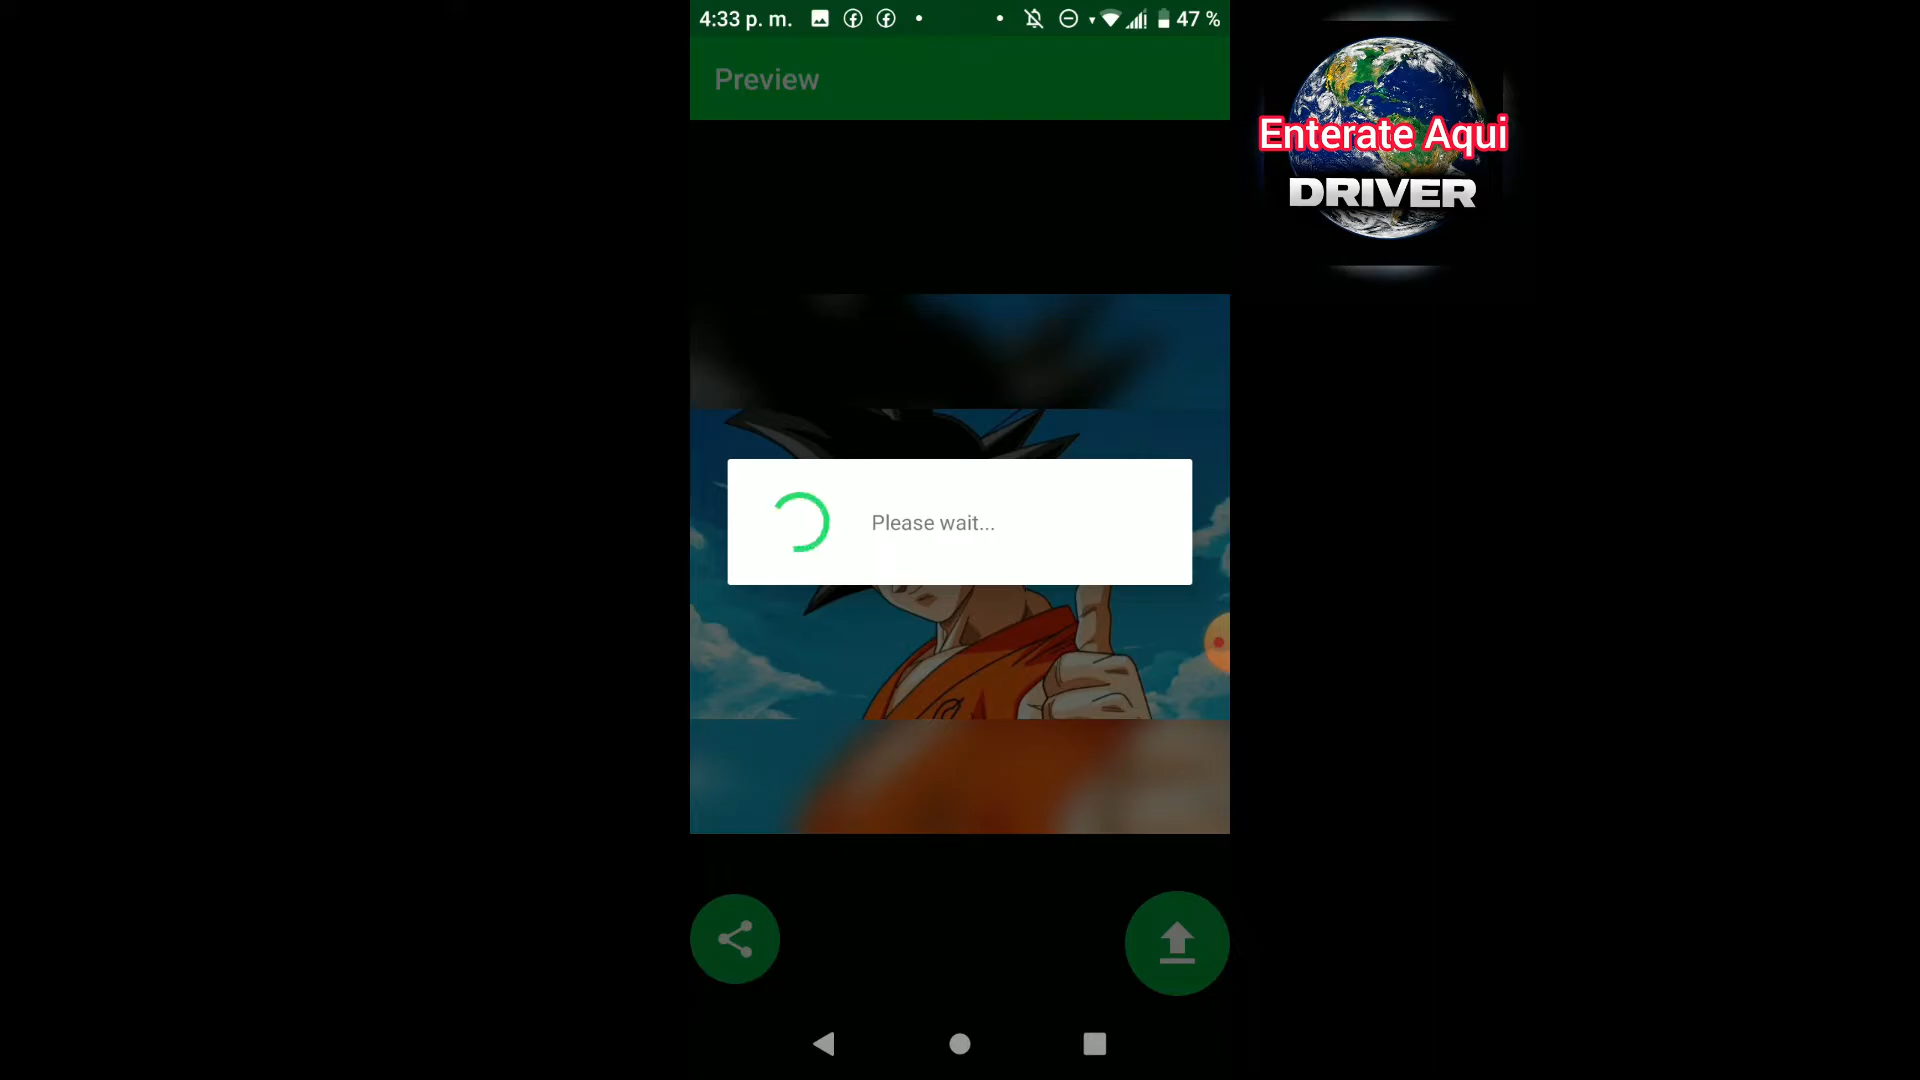 4:33 p. m.
47 %
Preview
Enterate Aqui
DRIVER
Please wait...